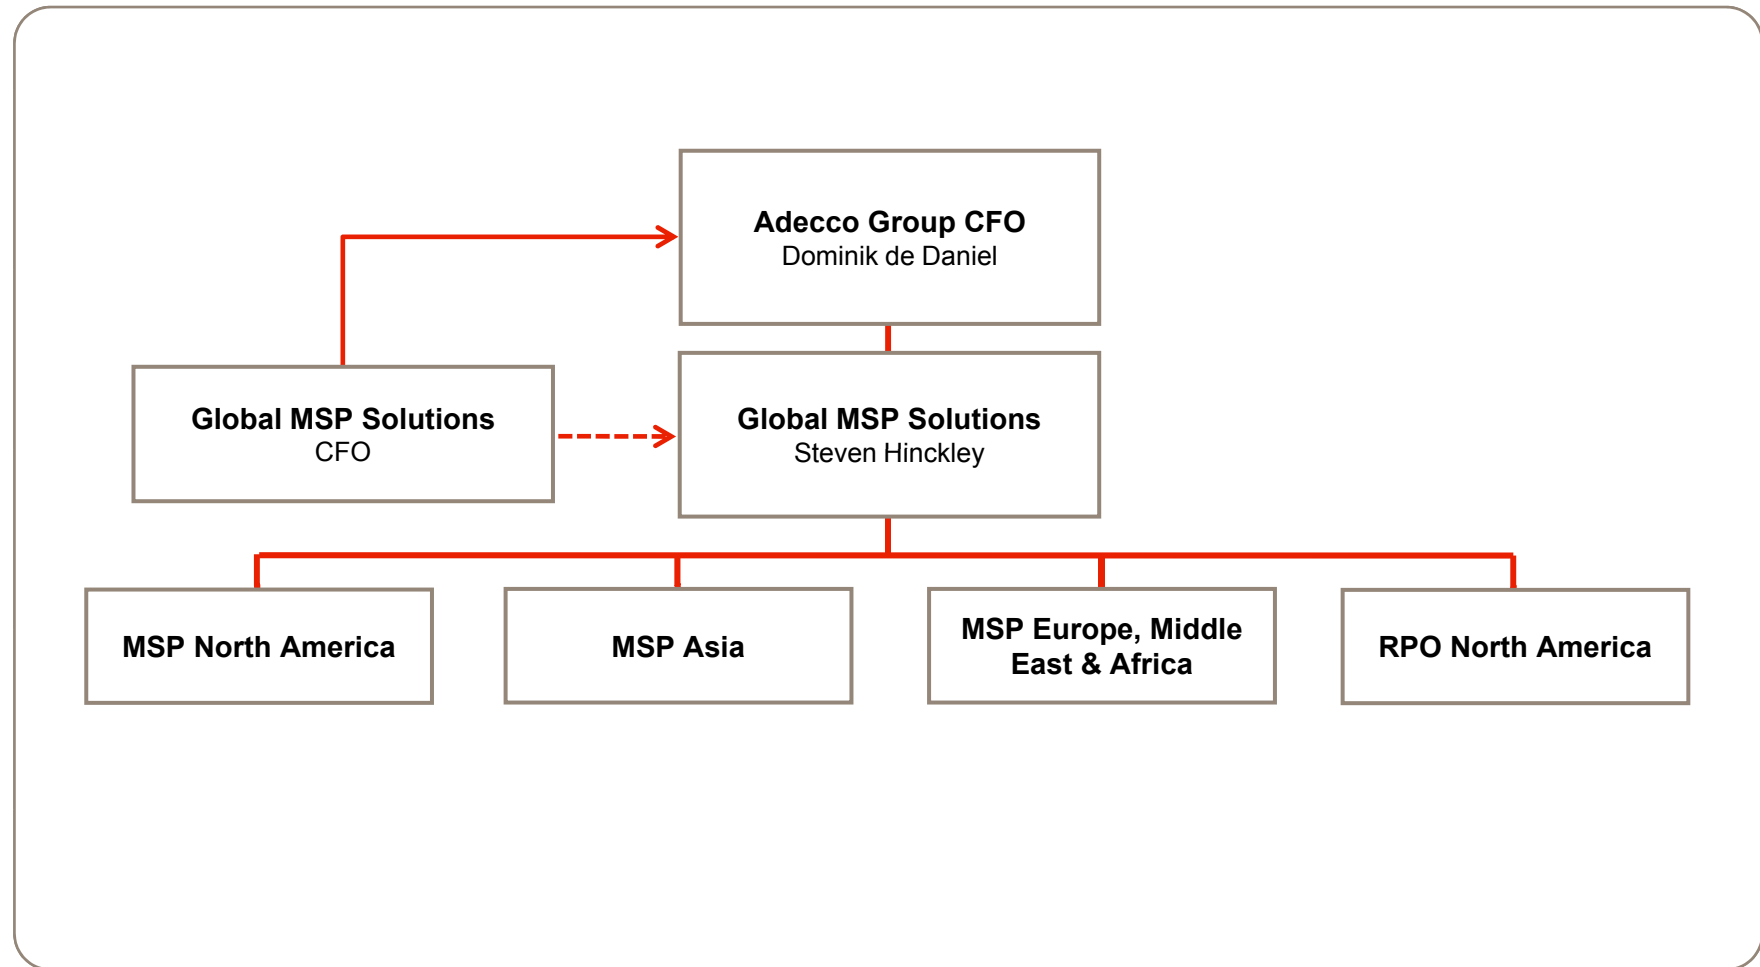 Adecco Group CFO
Dominik de Daniel
Global MSP Solutions
CFO
Global MSP Solutions
Steven Hinckley
MSP North America
MSP Asia
MSP Europe, Middle
East & Africa
RPO North America